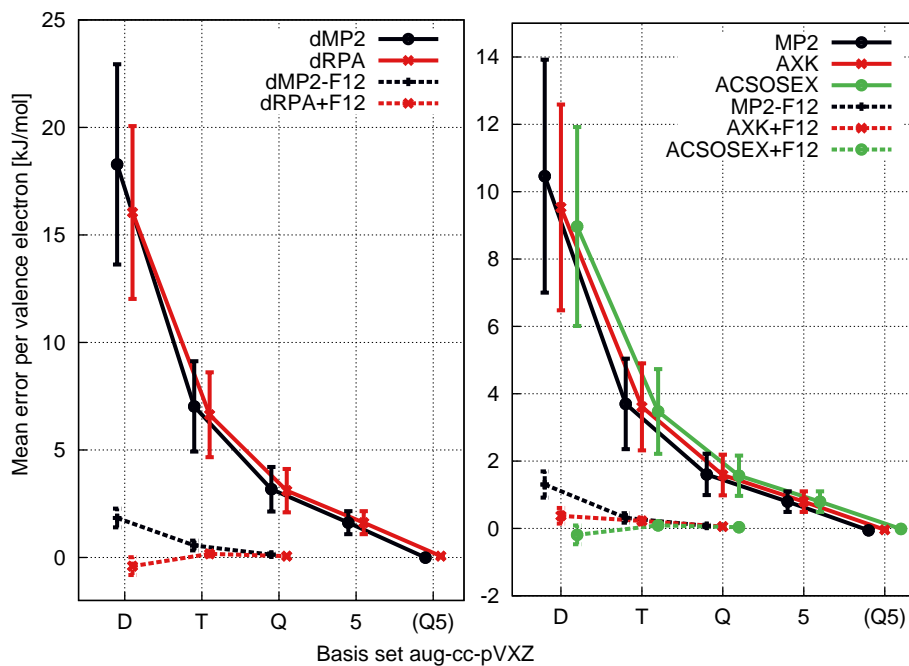 Mean error per valence electron [kJ/mol]
25
20
15
10
5
0
dMP2
dRPA
dMP2-F12
dRPA+F12
D T Q 5 (Q5)
14
12
10
8
6
4
2
0
-2
MP2
AXK
ACSOSEX
MP2-F12
AXK+F12
ACSOSEX+F12
D T Q 5 (Q5)
Basis set aug-cc-pVXZ